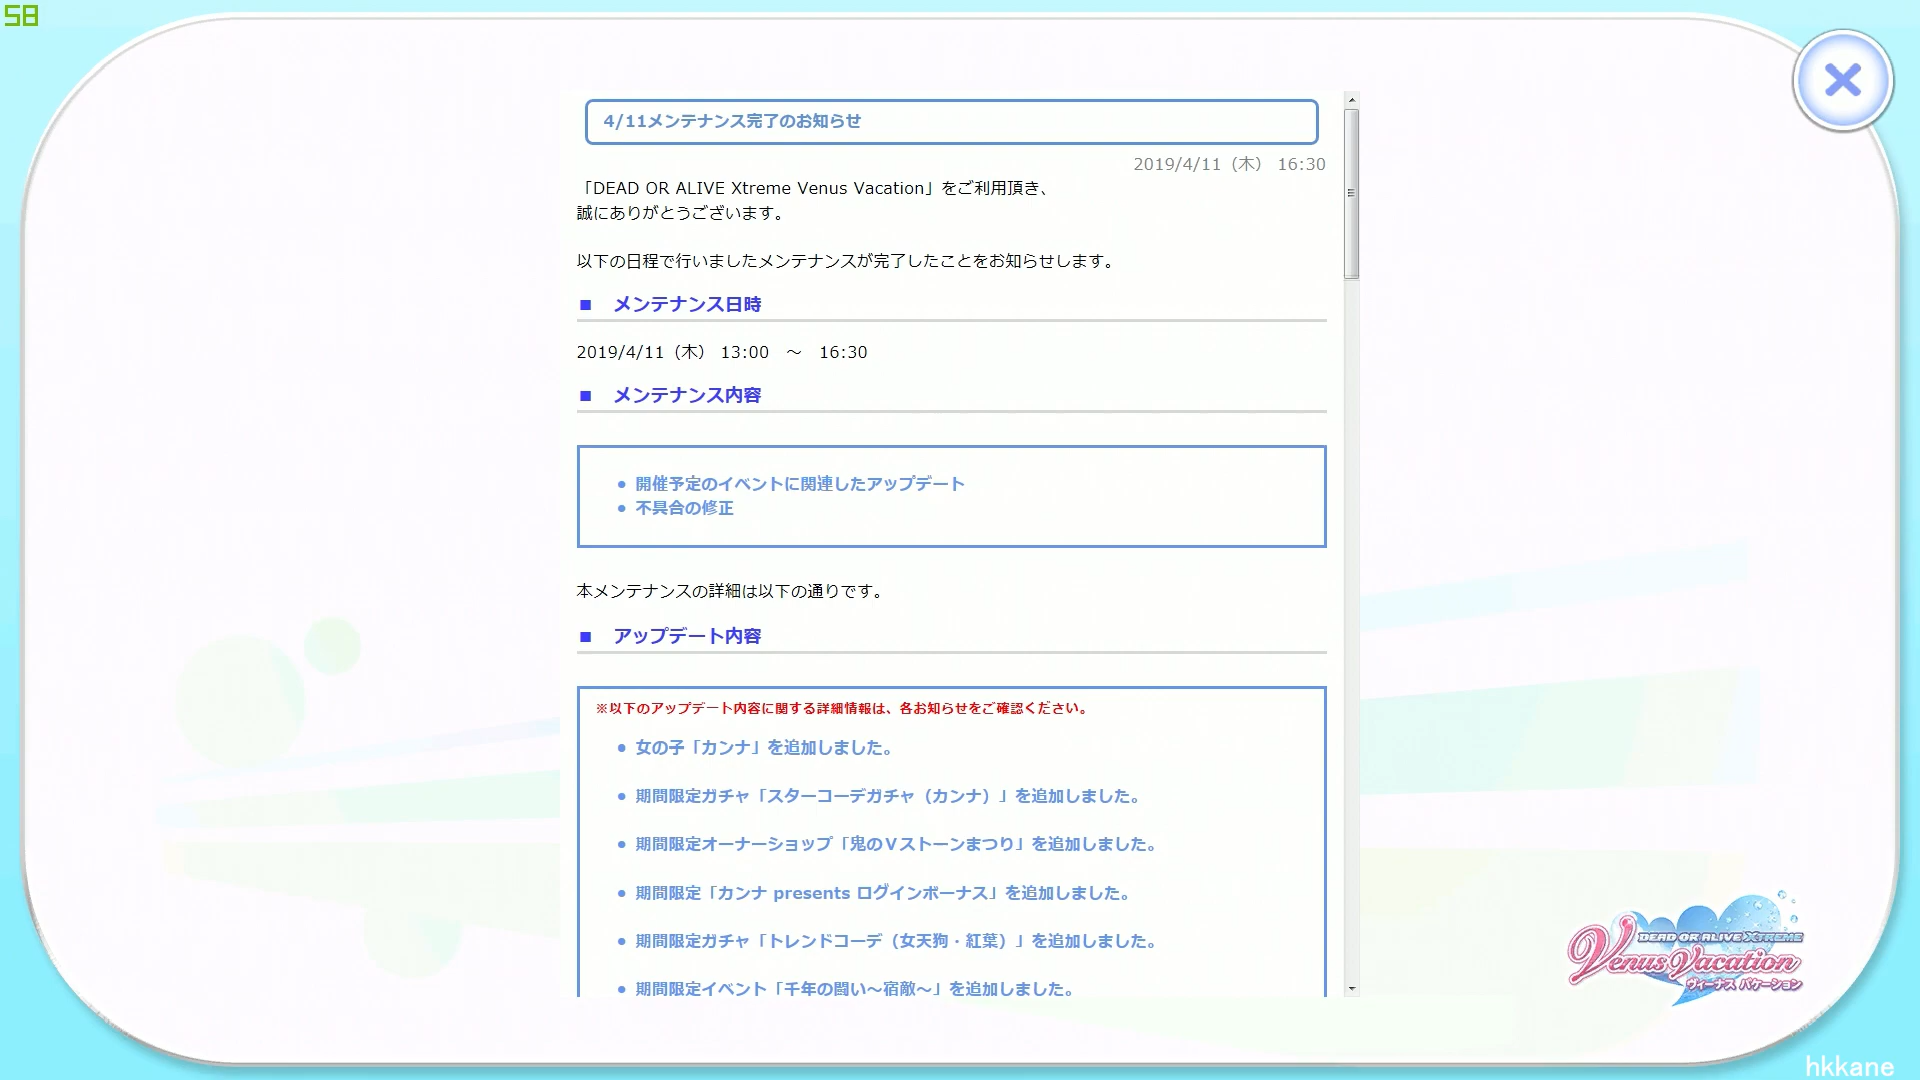 58
4/11メンテナンス完了のお知らせ
2019/4/11（木） 16:30
「DEAD OR ALIVE Xtreme Venus Vacation」をご利用頂き、
誠にありがとうございます。
以下の日程で行いましたメンテナンスが完了したことをお知らせします。
■　メンテナンス日時
2019/4/11（木） 13:00　～　16:30
■　メンテナンス内容
• 開催予定のイベントに関連したアップデート
• 不具合の修正
本メンテナンスの詳細は以下の通りです。
■　アップデート内容
※以下のアップデート内容に関する詳細情報は、各お知らせをご確認ください。
• 女の子「カンナ」を追加しました。
• 期間限定ガチャ「スターコーデガチャ（カンナ）」を追加しました。
• 期間限定オーナーショップ「鬼のＶストーンまつり」を追加しました。
• 期間限定「カンナ presents ログインボーナス」を追加しました。
• 期間限定ガチャ「トレンドコーデ（女天狗・紅葉）」を追加しました。
• 期間限定イベント「千年の闘い～宿敵～」を追加しました。
DEAD OR ALIVE XTREME
Venus Vacation
ヴィーナス バケーション
hkkane